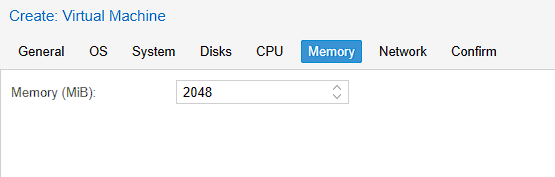 Create: Virtual Machine
General OS System Disks CPU Memory Network Confirm
Memory (MiB): 2048